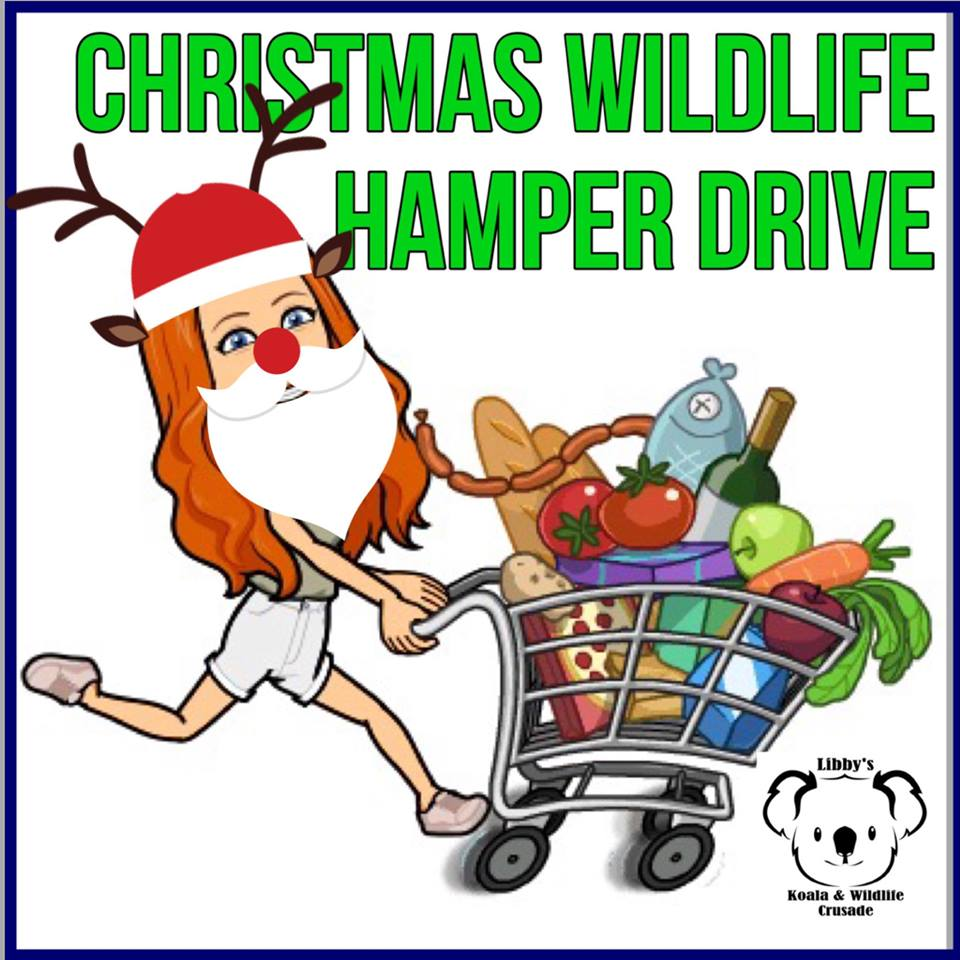 CHRISTMAS WILDLIFE
HAMPER DRIVE
Libby's
Koala & Wildlife
Crusade